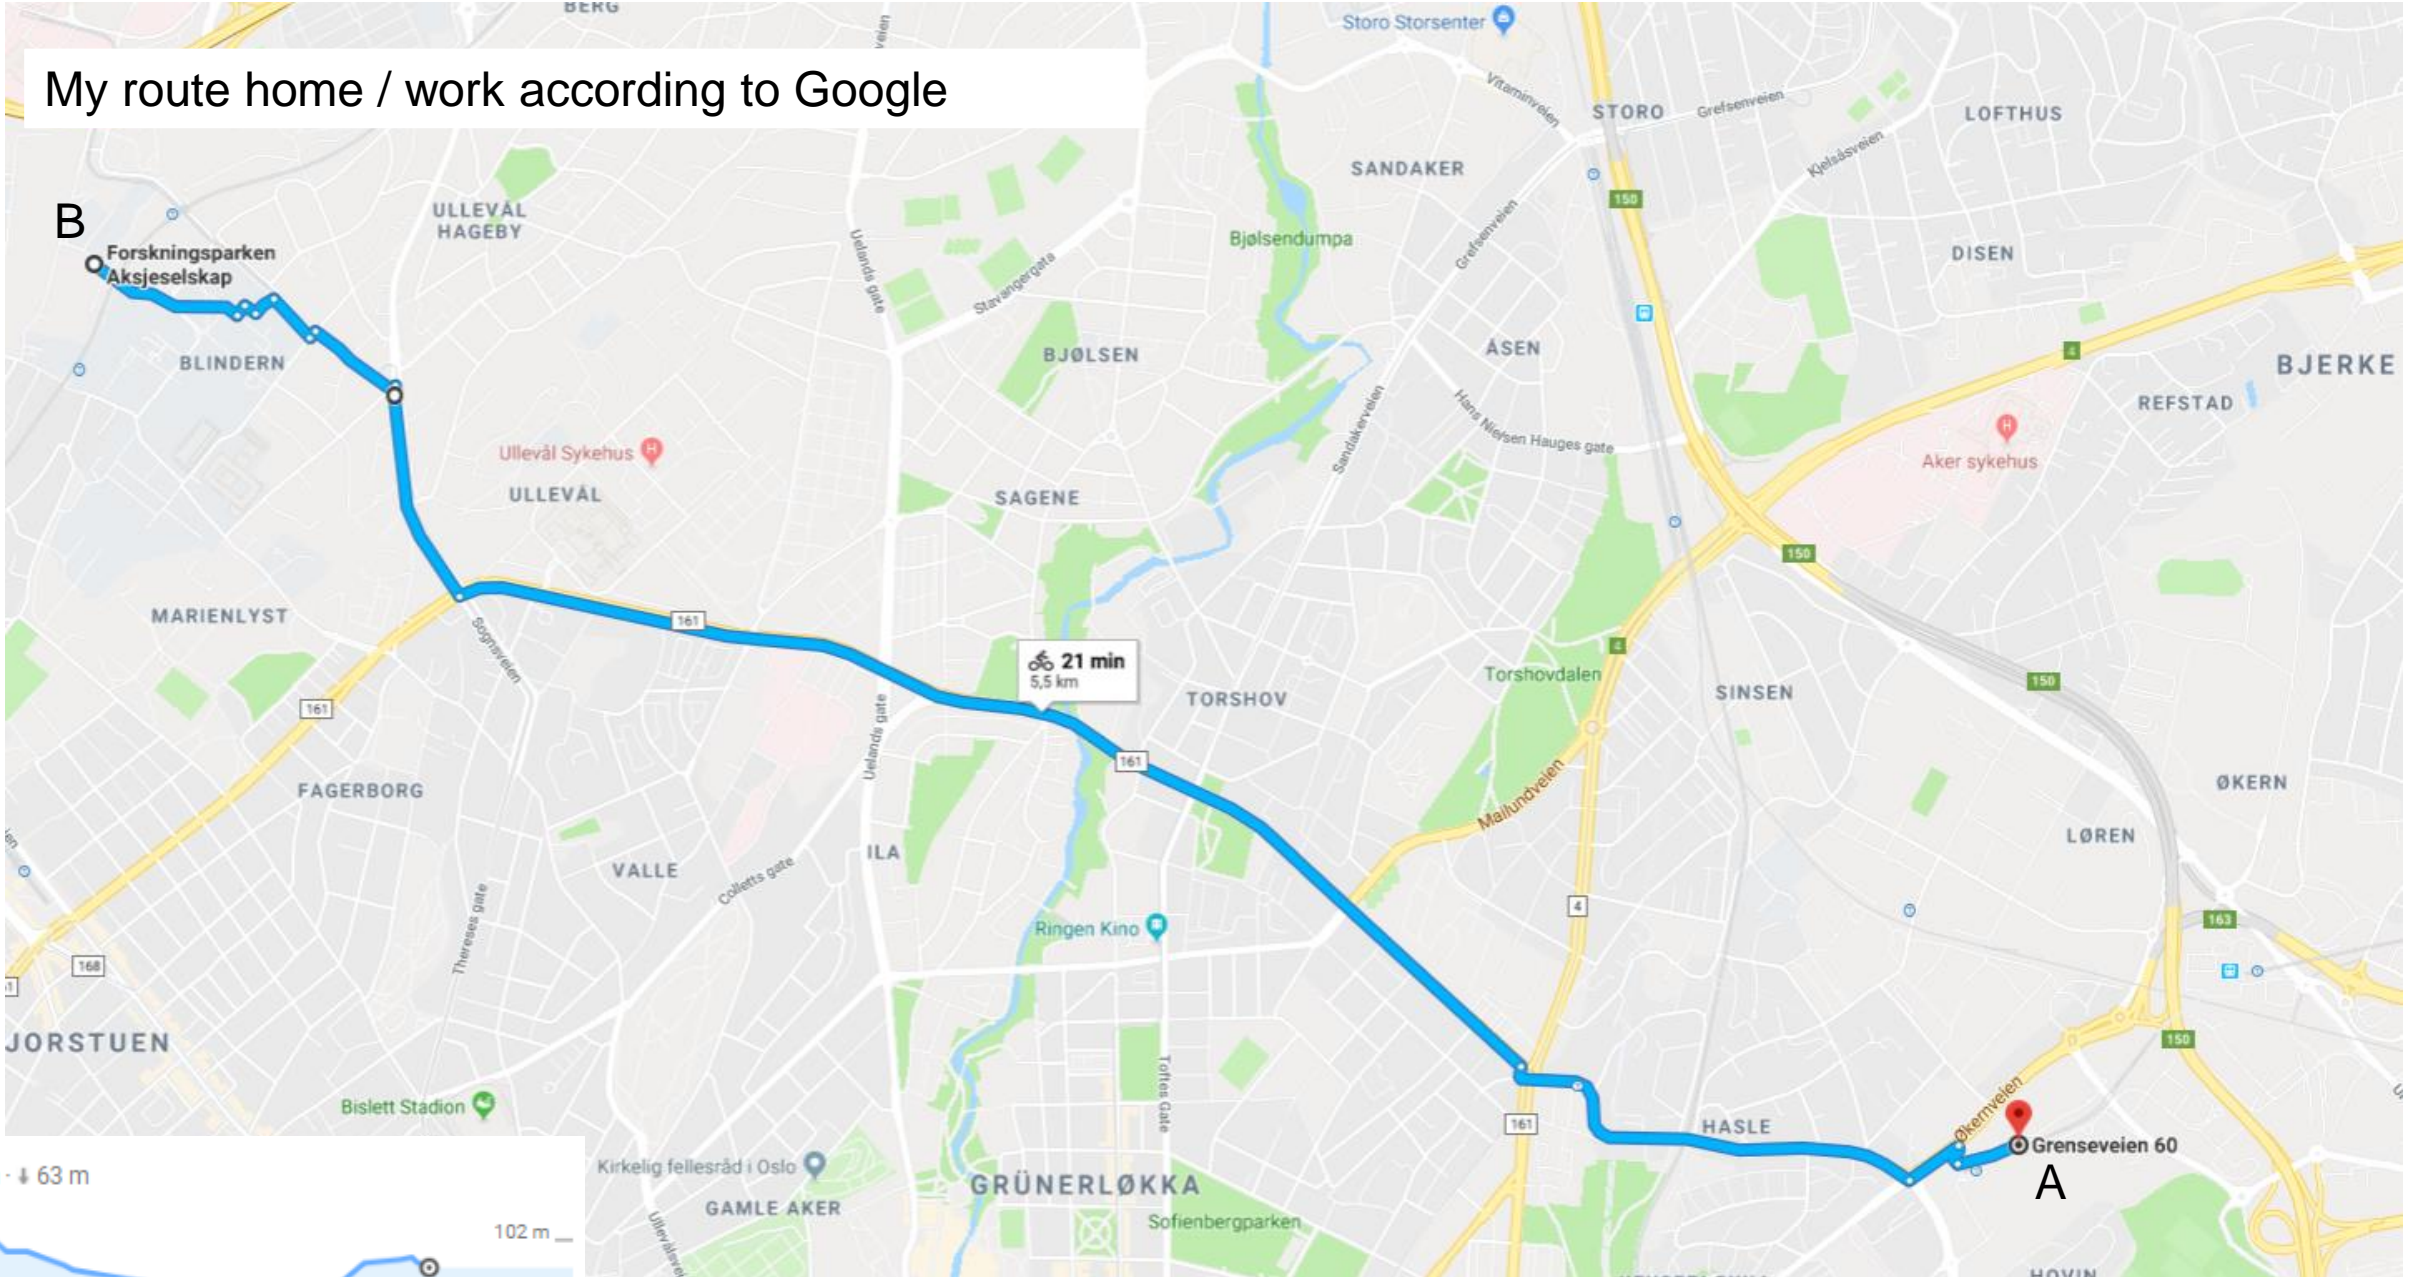 BERG
Storo Storsenter
veien
My route home / work according to Google
Vitaminveien
STORO
Grefsenveien
LOFTHUS
Kjelsåsveien
SANDAKER
150
B
ULLEVÅL
HAGEBY
Forskningsparken
Aksjeselskap
Uelands gate
Stavangergata
Bjølsendumpa
Grefsenveien
DISEN
BLINDERN
BJØLSEN
ÅSEN
4
BJERKE
REFSTAD
Sandakerveien
Hans Nielsen Hauges gate
Ullevål Sykehus
H
ULLEVÅL
SAGENE
H
Aker sykehus
150
MARIENLYST
Sognsveien
161
21 min
5,5 km
TORSHOV
4
Torshovdalen
SINSEN
150
161
Uelands gate
161
Mailundveien
ØKERN
FAGERBORG
LØREN
VALLE
Colletts gate
ILA
Thereses gate
Ringen Kino
4
163
168
JORSTUEN
150
Toftes Gate
Bislett Stadion
161
HASLE
Økernveien
Grenseveien 60
A
63 m
Kirkelig fellesråd i Oslo
GRÜNERLØKKA
GAMLE AKER
Sofienbergparken
102 m
HOVIN